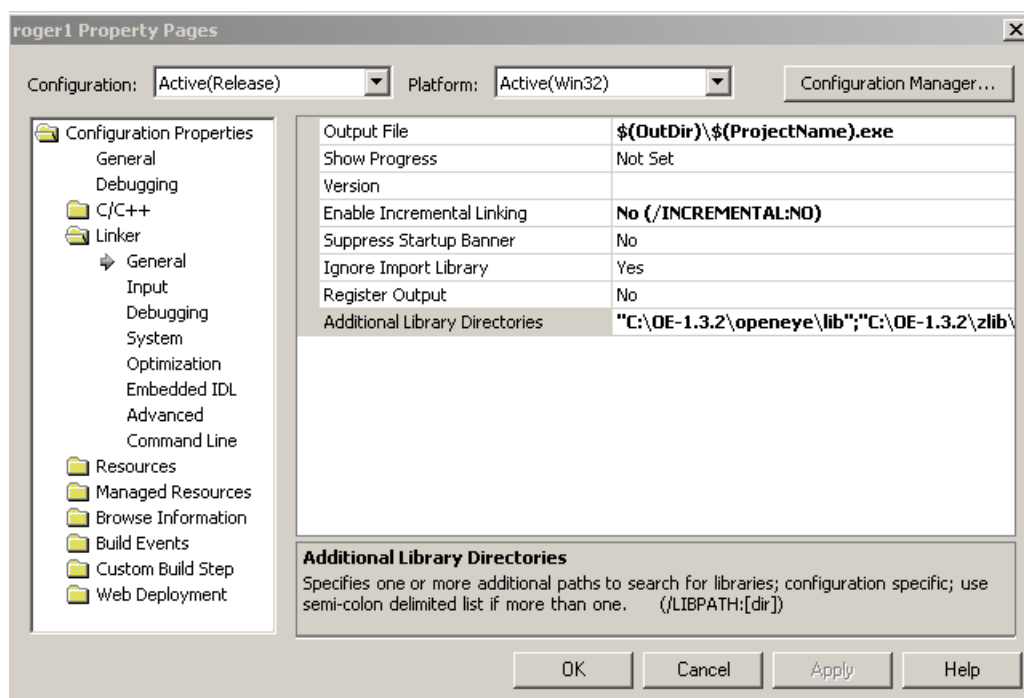 roger1 Property Pages
Configuration: Active(Release) Platform: Active(Win32) Configuration Manager...
Configuration Properties
General
Debugging
C/C++
Linker
General
Input
Debugging
System
Optimization
Embedded IDL
Advanced
Command Line
Resources
Managed Resources
Browse Information
Build Events
Custom Build Step
Web Deployment
Output File $(OutDir)\$(ProjectName).exe
Show Progress Not Set
Version
Enable Incremental Linking No (/INCREMENTAL:NO)
Suppress Startup Banner No
Ignore Import Library Yes
Register Output No
Additional Library Directories "C:\OE-1.3.2\openeye\lib";"C:\OE-1.3.2\zlib\
Additional Library Directories
Specifies one or more additional paths to search for libraries; configuration specific; use
semi-colon delimited list if more than one. (/LIBPATH:[dir])
OK Cancel Apply Help